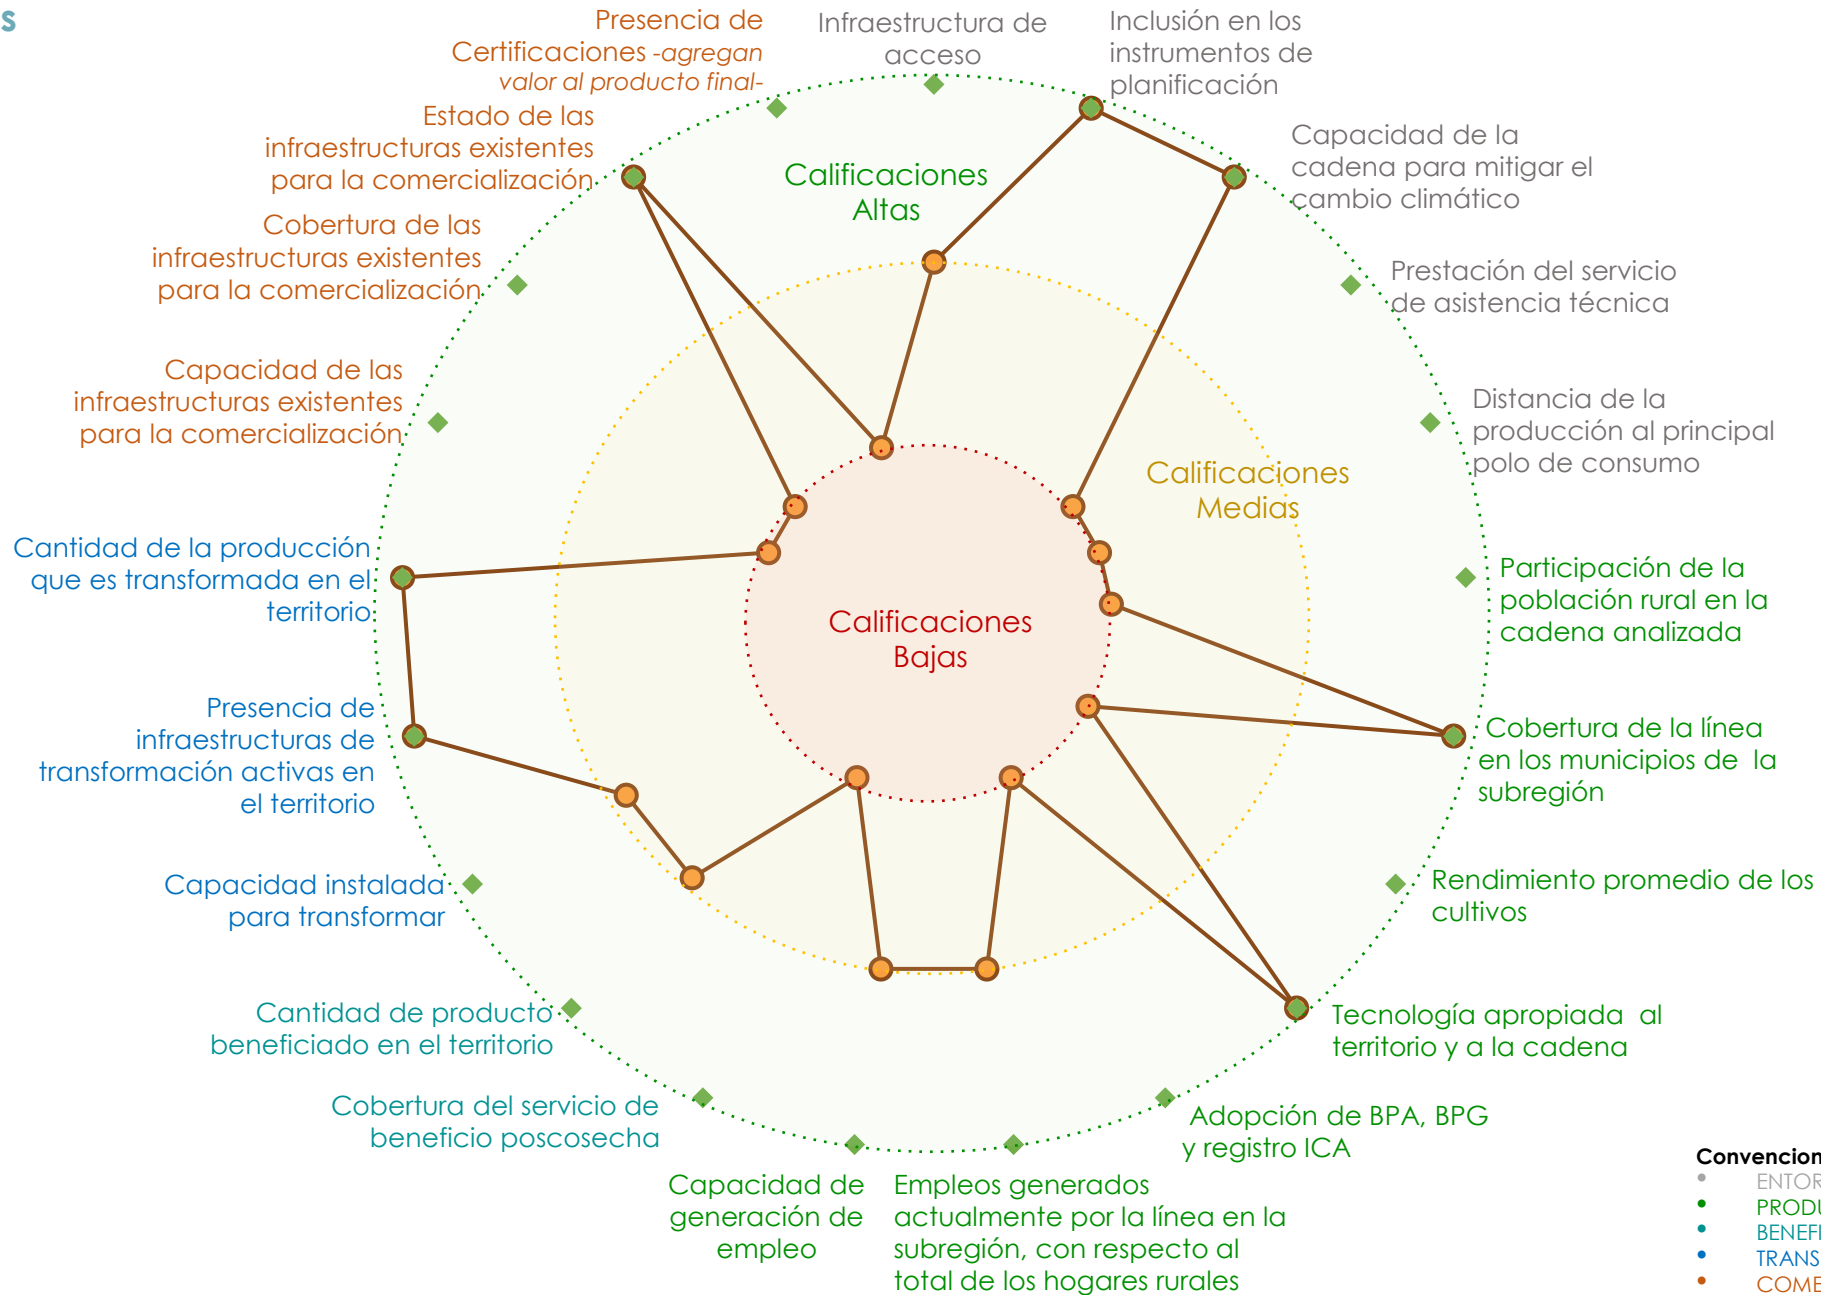 s
Presencia de
Certificaciones -agregan
valor al producto final-
Infraestructura de
acceso
Inclusión en los
instrumentos de
planificación
Estado de las
infraestructuras existentes
para la comercialización
Capacidad de la
cadena para mitigar el
cambio climático
Calificaciones
Altas
Cobertura de las
infraestructuras existentes
para la comercialización
Prestación del servicio
de asistencia técnica
Capacidad de las
infraestructuras existentes
para la comercialización
Distancia de la
producción al principal
polo de consumo
Calificaciones
Medias
Cantidad de la producción
que es transformada en el
territorio
Participación de la
población rural en la
cadena analizada
Calificaciones
Bajas
Presencia de
infraestructuras de
transformación activas en
el territorio
Cobertura de la línea
en los municipios de la
subregión
Capacidad instalada
para transformar
Rendimiento promedio de los
cultivos
Cantidad de producto
beneficiado en el territorio
Tecnología apropiada al
territorio y a la cadena
Cobertura del servicio de
beneficio poscosecha
Adopción de BPA, BPG
y registro ICA
Capacidad de
generación de
empleo
Empleos generados
actualmente por la línea en la
subregión, con respecto al
total de los hogares rurales
Convencion
ENTOR
PRODU
BENEFI
TRANS
COME